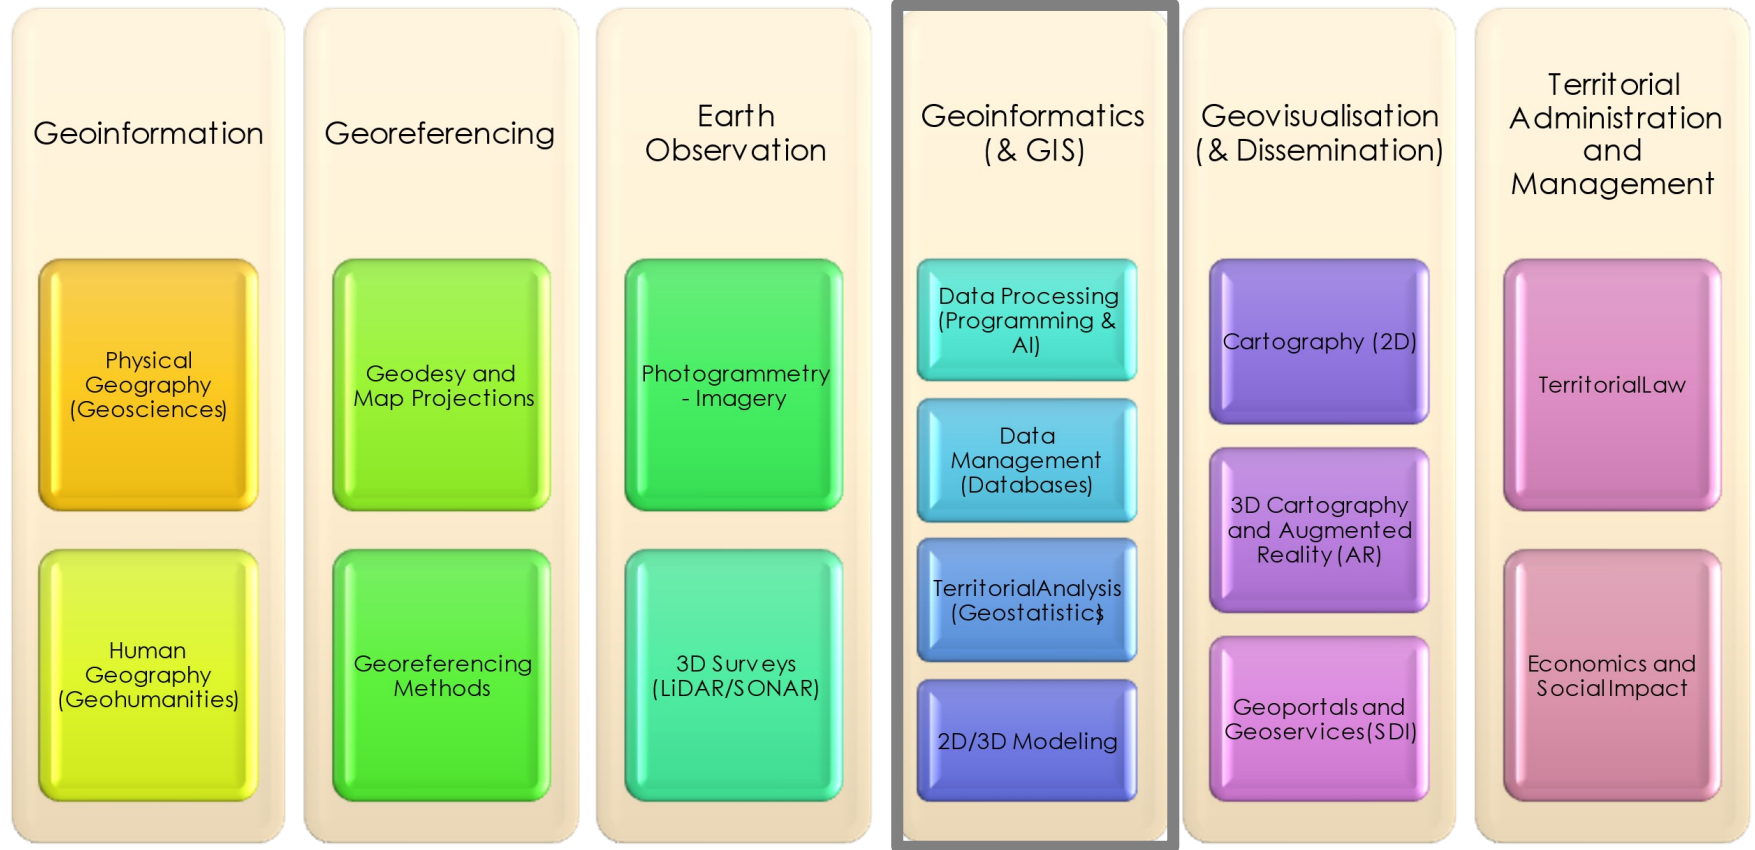 Geoinformation
Physical
Geography
(Geosciences)
Human
Geography
(Geohumanities)
Georeferencing
Geodesy and
Map Projections
Georeferencing
Methods
Earth
Observation
Photogrammetry
- Imagery
3D Surveys
(LiDAR/SONAR)
Geoinformatics
(& GIS)
Data Processing
(Programming &
AI)
Data
Management
(Databases)
TerritorialAnalysis
(Geostatistics)
2D/3D Modeling
Geovisualisation
(& Dissemination)
Cartography (2D)
3D Cartography
and Augmented
Reality (AR)
Geoportals and
Geoservices(SDI)
Territorial
Administration
and
Management
TerritorialLaw
Economics and
Social Impact